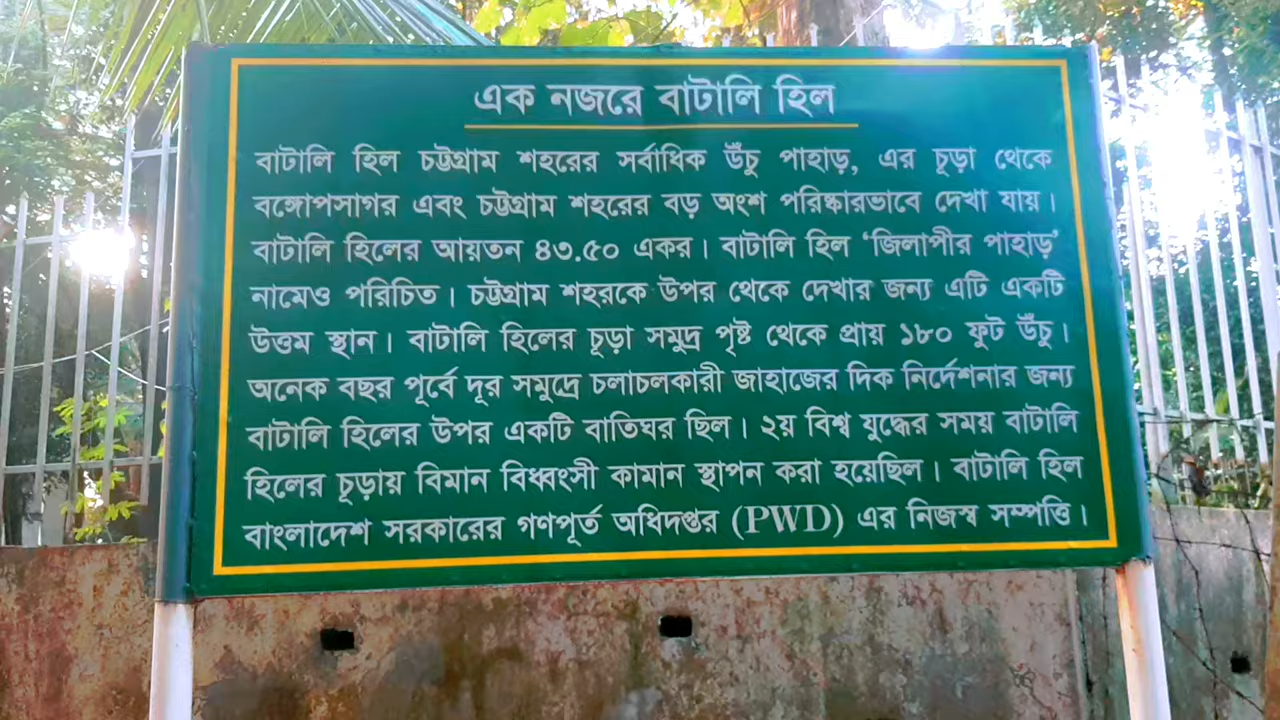 এক নজরে বাটালি হিল
বাটালি হিল চট্টগ্রাম শহরের সর্বাধিক উঁচু পাহাড়, এর চূড়া থেকে
বঙ্গোপসাগর এবং চট্টগ্রাম শহরের বড় অংশ পরিষ্কারভাবে দেখা যায়।
বাটালি হিলের আয়তন ৪৩.৫০ একর। বাটালি হিল ‘জিলাপীর পাহাড়’
নামেও পরিচিত। চট্টগ্রাম শহরকে উপর থেকে দেখার জন্য এটি একটি
উত্তম স্থান। বাটালি হিলের চূড়া সমুদ্র পৃষ্ট থেকে প্রায় ১৮০ ফুট উঁচু।
অনেক বছর পূর্বে দূর সমুদ্রে চলাচলকারী জাহাজের দিক নির্দেশনার জন্য
বাটালি হিলের উপর একটি বাতিঘর ছিল। ২য় বিশ্ব যুদ্ধের সময় বাটালি
হিলের চূড়ায় বিমান বিধ্বংসী কামান স্থাপন করা হয়েছিল। বাটালি হিল
বাংলাদেশ সরকারের গণপূর্ত অধিদপ্তর (PWD) এর নিজস্ব সম্পত্তি।